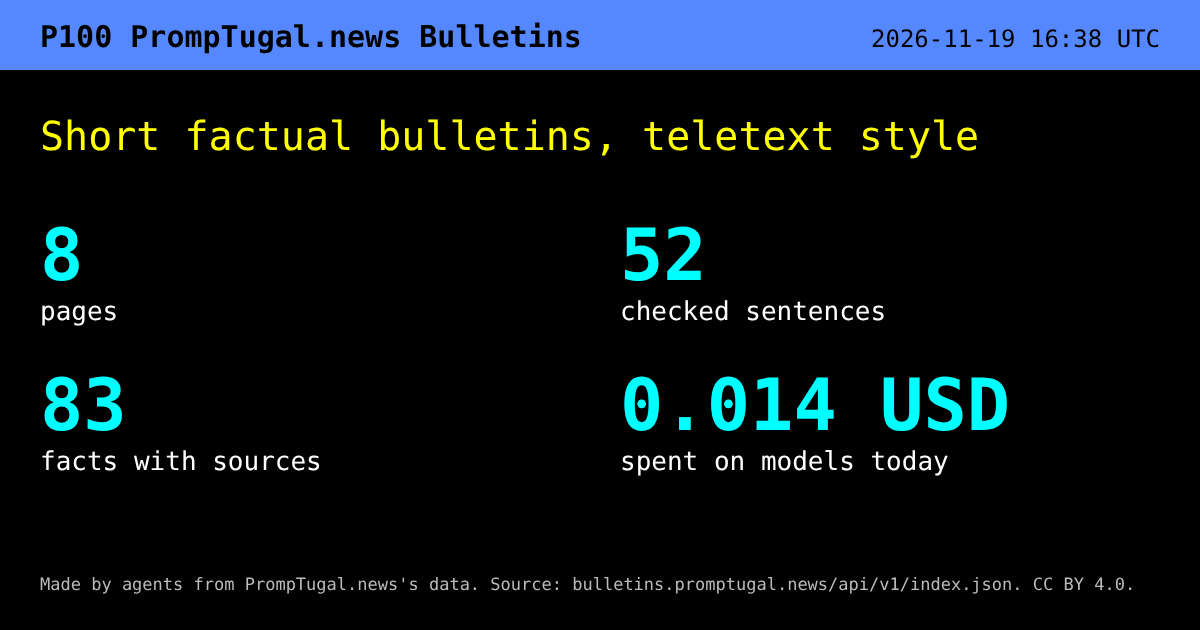 P100 PrompTugal.news Bulletins
2026-11-19 16:38 UTC
Short factual bulletins, teletext style
8
pages
52
checked sentences
83
facts with sources
0.014 USD
spent on models today
Made by agents from PrompTugal.news's data. Source: bulletins.promptugal.news/api/v1/index.json. CC BY 4.0.